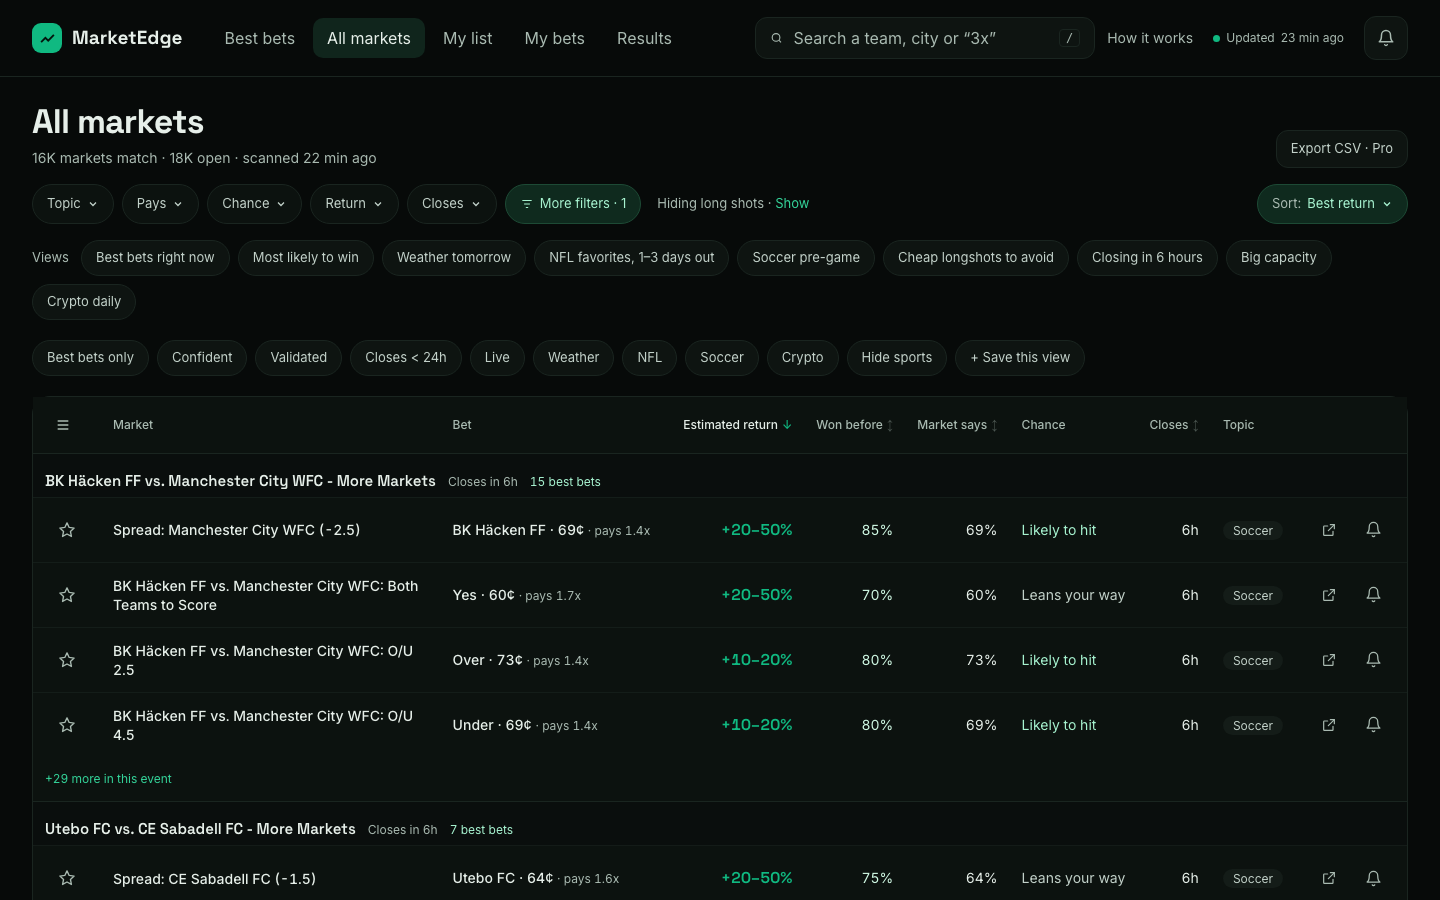 MarketEdge Best bets All markets My list My bets Results Search a team, city or “3x” / How it works Updated 23 min ago
All markets
16K markets match · 18K open · scanned 22 min ago
Export CSV · Pro
Topic Pays Chance Return Closes More filters · 1 Hiding long shots · Show Sort: Best return
Views Best bets right now Most likely to win Weather tomorrow NFL favorites, 1–3 days out Soccer pre-game Cheap longshots to avoid Closing in 6 hours Big capacity
Crypto daily
Best bets only Confident Validated Closes < 24h Live Weather NFL Soccer Crypto Hide sports + Save this view
Market Bet Estimated return ↓ Won before ↕ Market says ↕ Chance Closes ↕ Topic
BK Häcken FF vs. Manchester City WFC - More Markets Closes in 6h 15 best bets
Spread: Manchester City WFC (-2.5) BK Häcken FF · 69¢ · pays 1.4x +20–50% 85% 69% Likely to hit 6h Soccer
BK Häcken FF vs. Manchester City WFC: Both
Teams to Score
Yes · 60¢ · pays 1.7x +20–50% 70% 60% Leans your way 6h Soccer
BK Häcken FF vs. Manchester City WFC: O/U
2.5
Over · 73¢ · pays 1.4x +10–20% 80% 73% Likely to hit 6h Soccer
BK Häcken FF vs. Manchester City WFC: O/U
4.5
Under · 69¢ · pays 1.4x +10–20% 80% 69% Likely to hit 6h Soccer
+29 more in this event
Utebo FC vs. CE Sabadell FC - More Markets Closes in 6h 7 best bets
Spread: CE Sabadell FC (-1.5) Utebo FC · 64¢ · pays 1.6x +20–50% 75% 64% Leans your way 6h Soccer